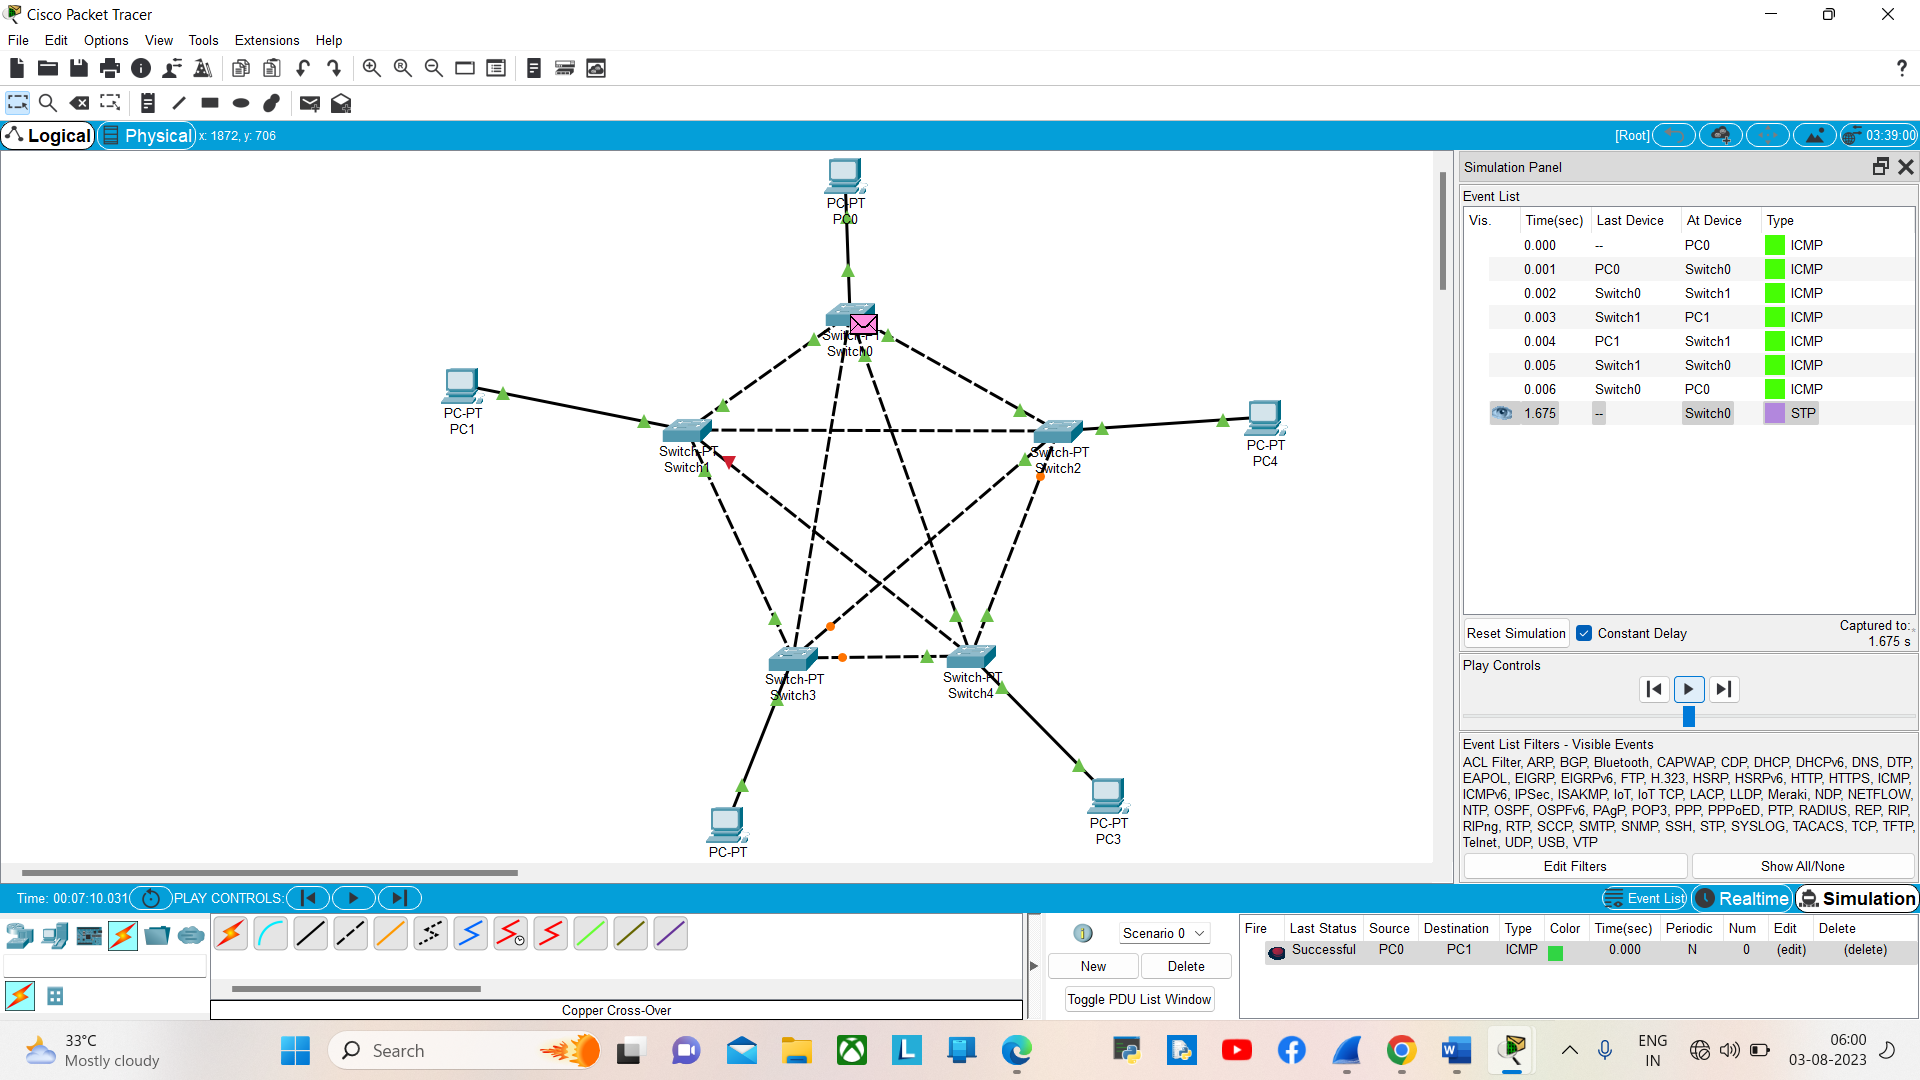 Cisco Packet Tracer
File Edit Options View Tools Extensions Help
Logical Physical x: 1872, y: 706 [Root] 03:39:00
PC-PT
PC0
Switch-PT
Switch0
PC-PT
PC1
Switch-PT
Switch1
Switch-PT
Switch2
PC-PT
PC4
Switch-PT
Switch3
Switch-PT
Switch4
PC-PT
PC-PT
PC3
Simulation Panel
Event List
Vis. Time(sec) Last Device At Device Type
0.000 -- PC0 ICMP
0.001 PC0 Switch0 ICMP
0.002 Switch0 Switch1 ICMP
0.003 Switch1 PC1 ICMP
0.004 PC1 Switch1 ICMP
0.005 Switch1 Switch0 ICMP
0.006 Switch0 PC0 ICMP
1.675 -- Switch0 STP
Reset Simulation Constant Delay Captured to:
1.675 s
Play Controls
Event List Filters - Visible Events
ACL Filter, ARP, BGP, Bluetooth, CAPWAP, CDP, DHCP, DHCPv6, DNS, DTP,
EAPOL, EIGRP, EIGRPv6, FTP, H.323, HSRP, HSRPv6, HTTP, HTTPS, ICMP,
ICMPv6, IPSec, ISAKMP, IoT, IoT TCP, LACP, LLDP, Meraki, NDP, NETFLOW,
NTP, OSPF, OSPFv6, PAgP, POP3, PPP, PPPoED, PTP, RADIUS, REP, RIP,
RIPng, RTP, SCCP, SMTP, SNMP, SSH, STP, SYSLOG, TACACS, TCP, TFTP,
Telnet, UDP, USB, VTP
Edit Filters Show All/None
Time: 00:07:10.031 PLAY CONTROLS: Event List Realtime Simulation
Copper Cross-Over
Scenario 0
New Delete
Toggle PDU List Window
Fire Last Status Source Destination Type Color Time(sec) Periodic Num Edit Delete
Successful PC0 PC1 ICMP 0.000 N 0 (edit) (delete)
33°C
Mostly cloudy
Search
ENG
IN
06:00
03-08-2023